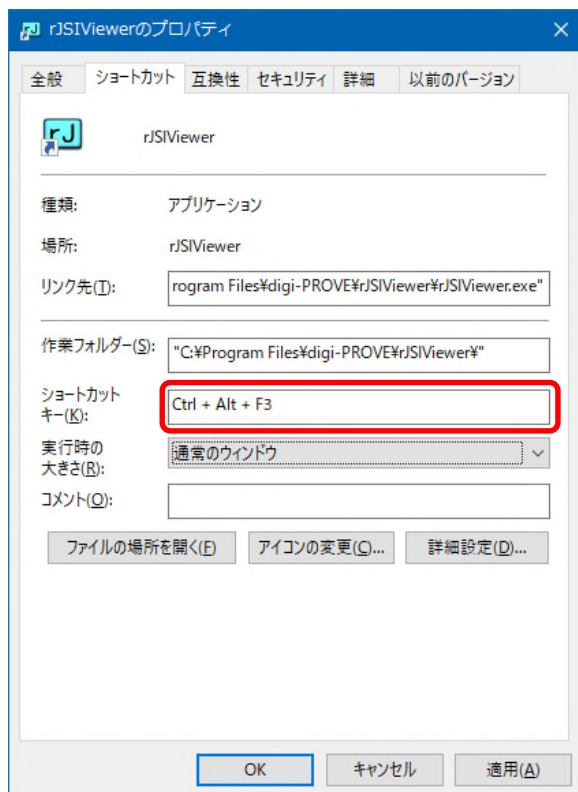 rJSIViewerのプロパティ
全般 ショートカット 互換性 セキュリティ 詳細 以前のバージョン
rJ
rJSIViewer
種類: アプリケーション
場所: rJSIViewer
リンク先(T): rogram Files¥digi-PROVE¥rJSIViewer¥rJSIViewer.exe"
作業フォルダー(S): "C:¥Program Files¥digi-PROVE¥rJSIViewer¥"
ショートカット
キー(K): Ctrl + Alt + F3
実行時の
大きさ(R): 通常のウィンドウ
コメント(O):
ファイルの場所を開く(F) アイコンの変更(C)... 詳細設定(D)...
OK キャンセル 適用(A)